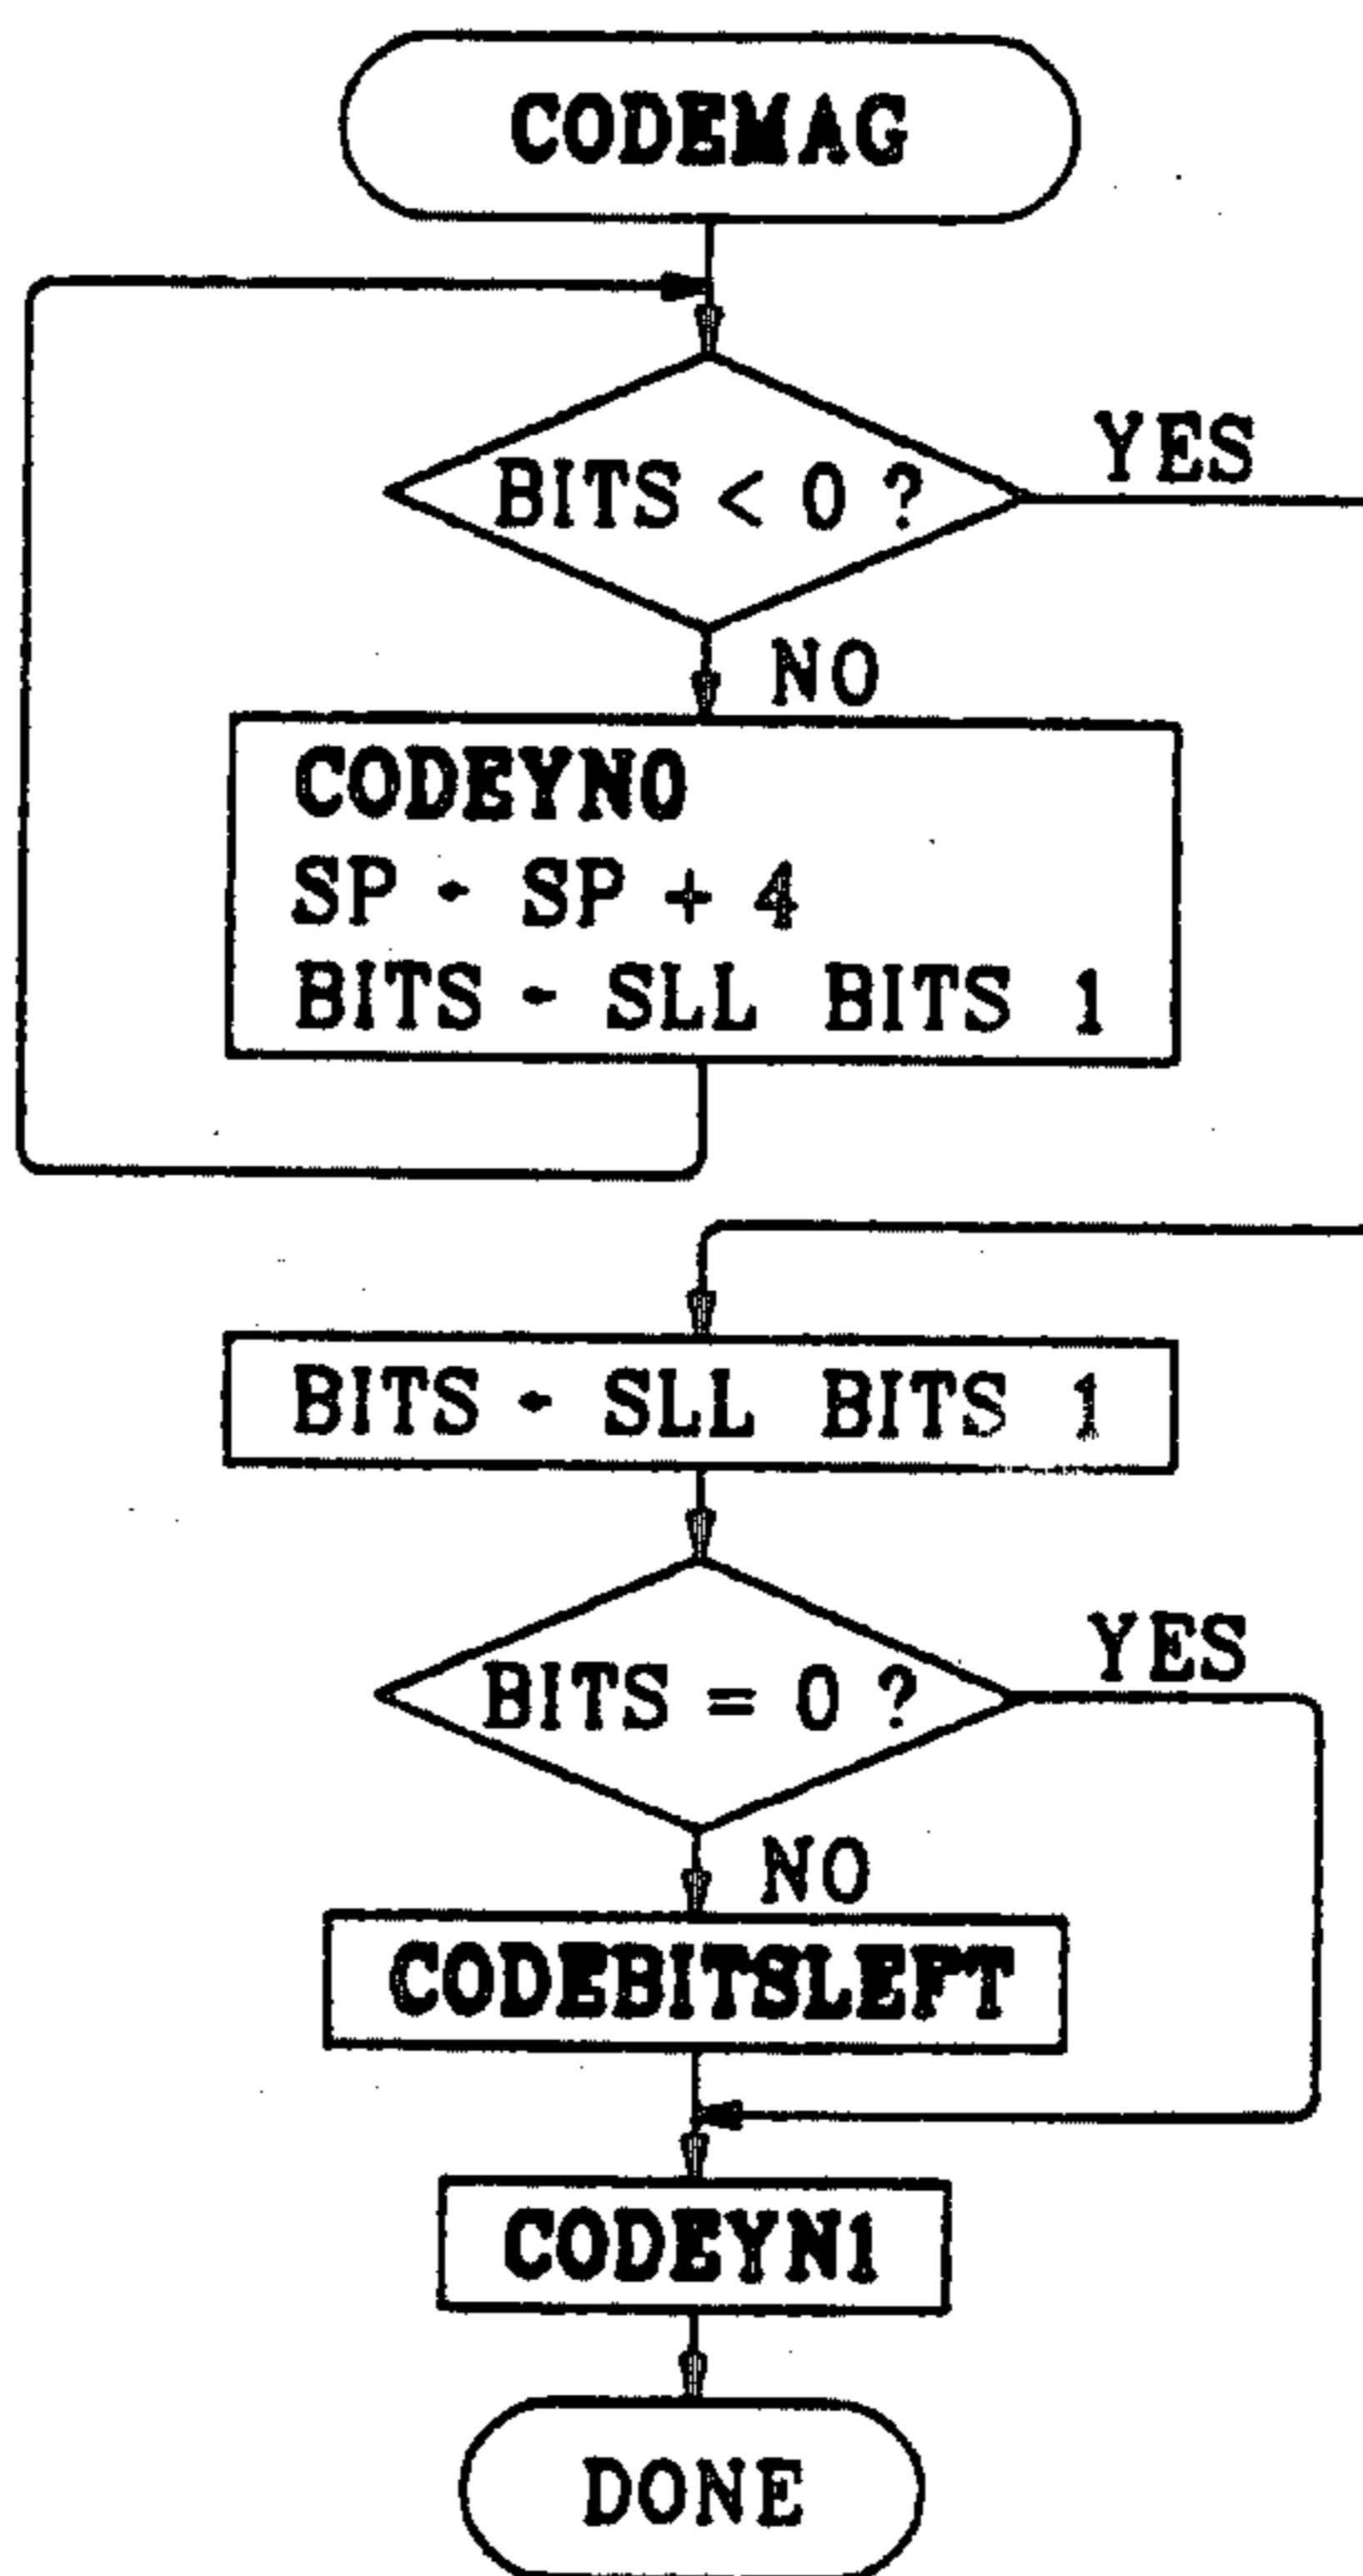 CODEMAG
BITS < 0 ?
YES
NO
CODEYN0
SP ← SP + 4
BITS ← SLL BITS 1
BITS ← SLL BITS 1
BITS = 0 ?
YES
NO
CODEBITSLEFT
CODEYN1
DONE